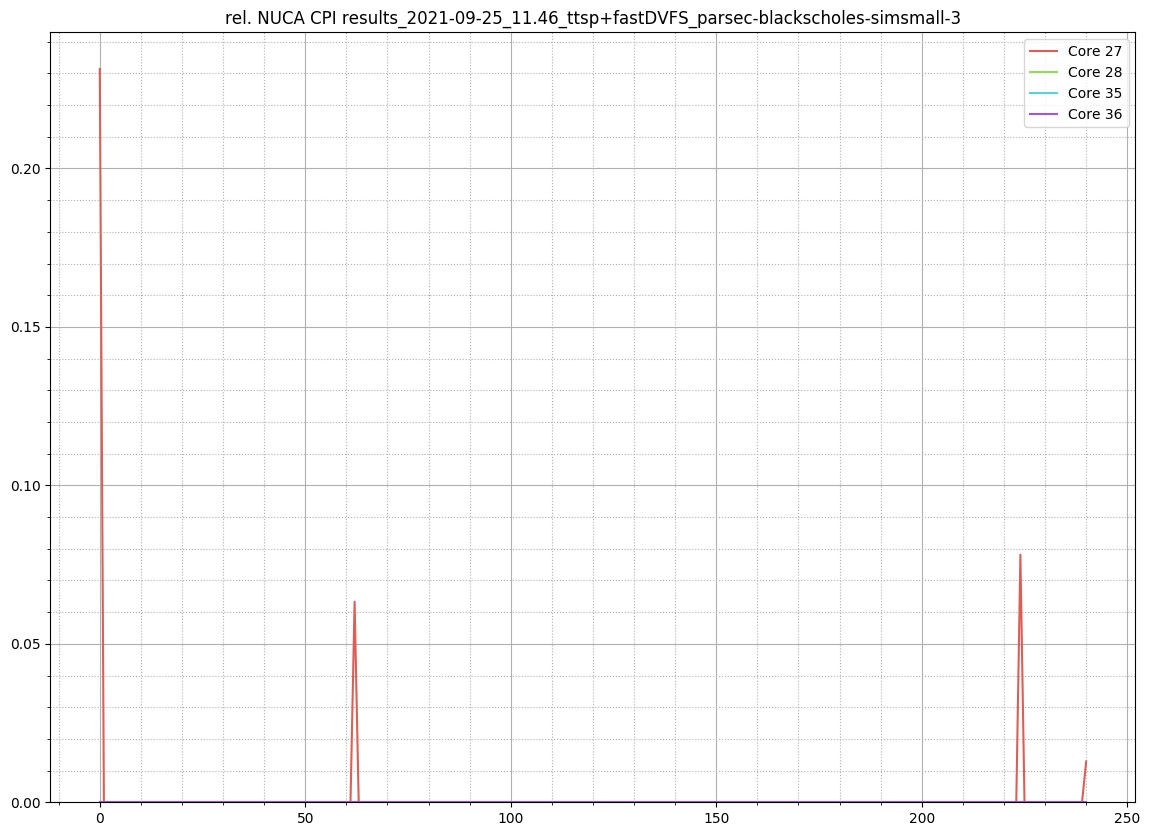 rel. NUCA CPI results_2021-09-25_11.46_ttsp+fastDVFS_parsec-blackscholes-simsmall-3
Core 27
Core 28
Core 35
Core 36
0.20
0.15
0.10
0.05
0.00
0 50 100 150 200 250